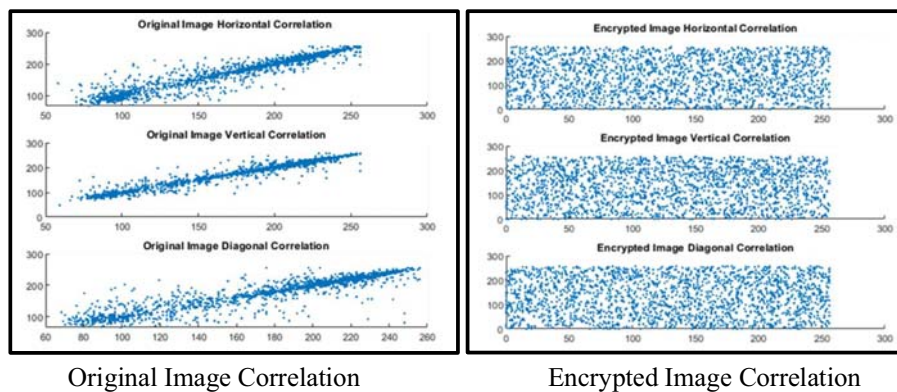 Original Image Horizontal Correlation
300
200
100
50 100 150 200 250 300
Original Image Vertical Correlation
300
200
100
0
50 100 150 200 250 300
Original Image Diagonal Correlation
300
200
100
60 80 100 120 140 160 180 200 220 240 260
Encrypted Image Horizontal Correlation
300
200
100
0
0 50 100 150 200 250 300
Encrypted Image Vertical Correlation
300
200
100
0
0 50 100 150 200 250 300
Encrypted Image Diagonal Correlation
300
200
100
0
0 50 100 150 200 250 300
Original Image Correlation
Encrypted Image Correlation